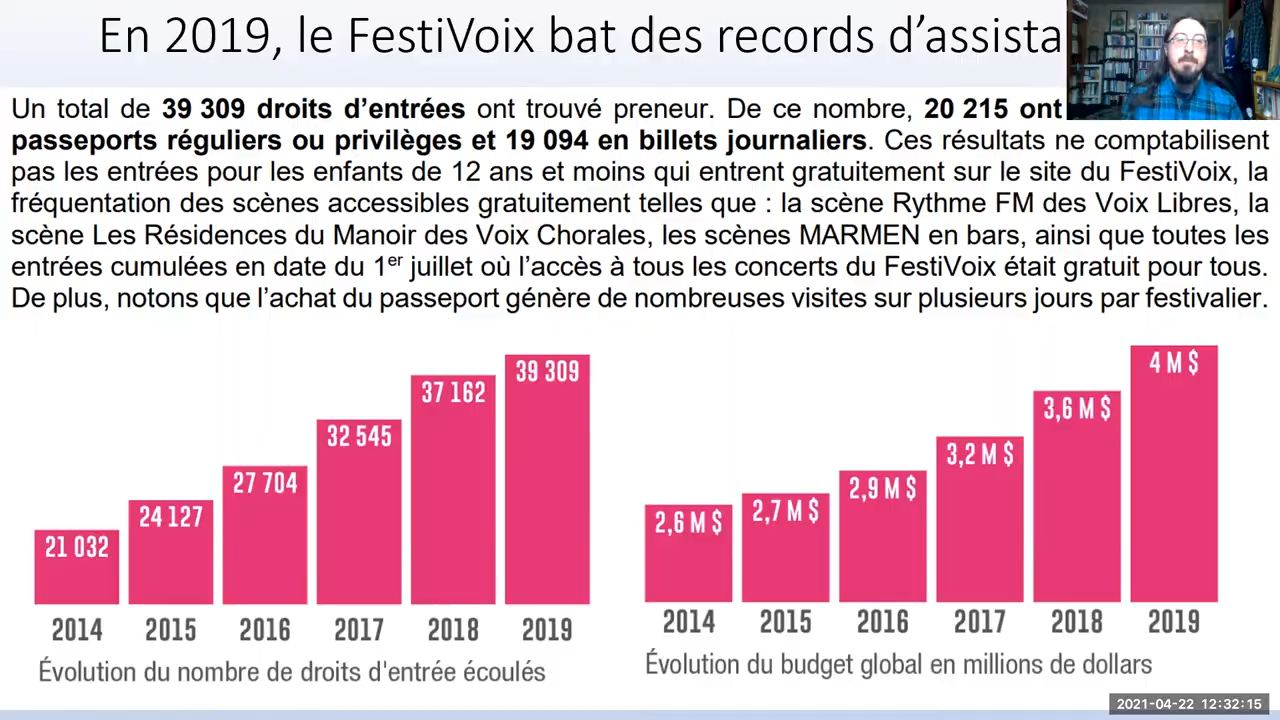 En 2019, le FestiVoix bat des records d’assista
Un total de 39 309 droits d’entrées ont trouvé preneur. De ce nombre, 20 215 ont
passeports réguliers ou privilèges et 19 094 en billets journaliers. Ces résultats ne comptabilisent
pas les entrées pour les enfants de 12 ans et moins qui entrent gratuitement sur le site du FestiVoix, la
fréquentation des scènes accessibles gratuitement telles que : la scène Rythme FM des Voix Libres, la
scène Les Résidences du Manoir des Voix Chorales, les scènes MARMEN en bars, ainsi que toutes les
entrées cumulées en date du 1er juillet où l’accès à tous les concerts du FestiVoix était gratuit pour tous.
De plus, notons que l’achat du passeport génère de nombreuses visites sur plusieurs jours par festivalier.
21 032
24 127
27 704
32 545
37 162
39 309
2014 2015 2016 2017 2018 2019
Évolution du nombre de droits d'entrée écoulés
2,6 M $
2,7 M $
2,9 M $
3,2 M $
3,6 M $
4 M $
2014 2015 2016 2017 2018 2019
Évolution du budget global en millions de dollars
2021-04-22 12:32:15